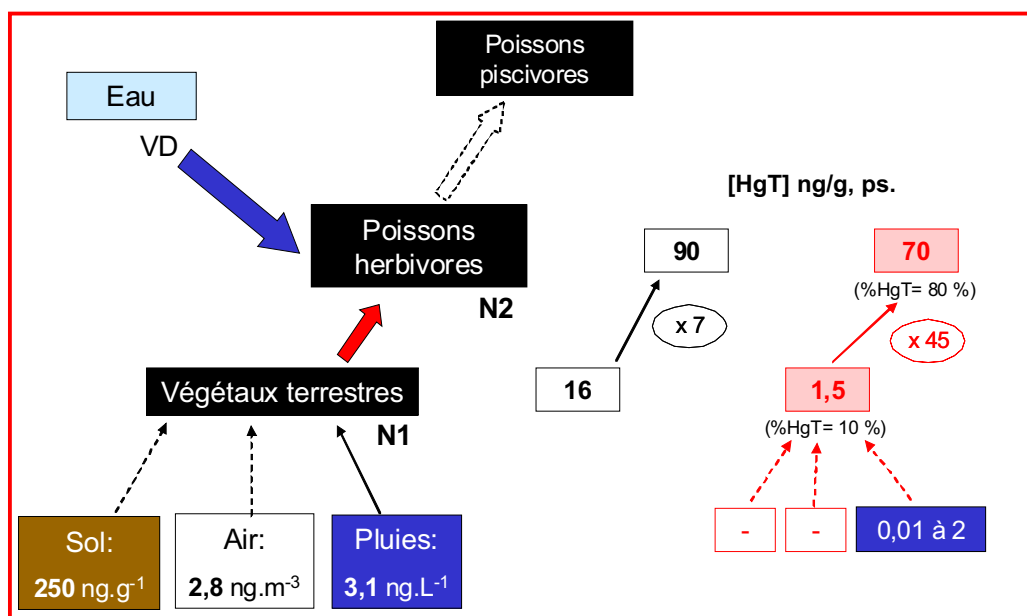 Poissons
piscivores
Eau
VD
[HgT] ng/g, ps.
Poissons
herbivores
N2
90
70
(%HgT= 80 %)
x 7
x 45
Végétaux terrestres
N1
16
1,5
(%HgT= 10 %)
Sol:
250 ng.g-1
Air:
2,8 ng.m-3
Pluies:
3,1 ng.L-1
-
-
0,01 à 2